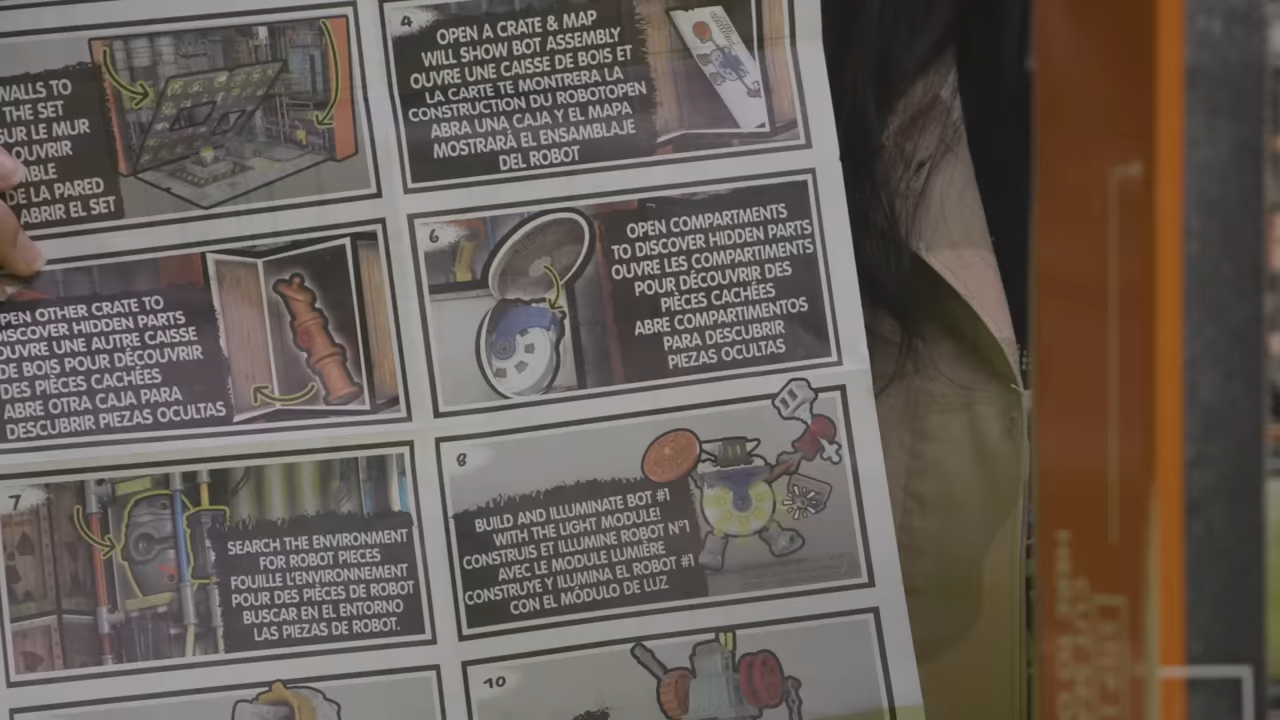 WALLS TO
THE SET
SUR LE MUR
OUVRIR
DE LA PARED
ABRIR EL SET
4
OPEN A CRATE & MAP
WILL SHOW BOT ASSEMBLY
OUVRE UNE CAISSE DE BOIS ET
LA CARTE TE MONTRERA LA
CONSTRUCTION DU ROBOTOPEN
ABRA UNA CAJA Y EL MAPA
MOSTRARÁ EL ENSAMBLAJE
DEL ROBOT
PEN OTHER CRATE TO
DISCOVER HIDDEN PARTS
OUVRE UNE AUTRE CAISSE
DE BOIS POUR DÉCOUVRIR
DES PIÈCES CACHÉES
ABRE OTRA CAJA PARA
DESCUBRIR PIEZAS OCULTAS
6
OPEN COMPARTMENTS
TO DISCOVER HIDDEN PARTS
OUVRE LES COMPARTIMENTS
POUR DÉCOUVRIR DES
PIÈCES CACHÉES
ABRE COMPARTIMENTOS
PARA DESCUBRIR
PIEZAS OCULTAS
7
SEARCH THE ENVIRONMENT
FOR ROBOT PIECES
FOUILLE L'ENVIRONNEMENT
POUR DES PIÈCES DE ROBOT
BUSCAR EN EL ENTORNO
LAS PIEZAS DE ROBOT.
8
BUILD AND ILLUMINATE BOT #1
WITH THE LIGHT MODULE!
CONSTRUIS ET ILLUMINE ROBOT N°1
AVEC LE MODULE LUMIÈRE
CONSTRUYE Y ILUMINA EL ROBOT #1
CON EL MÓDULO DE LUZ
10